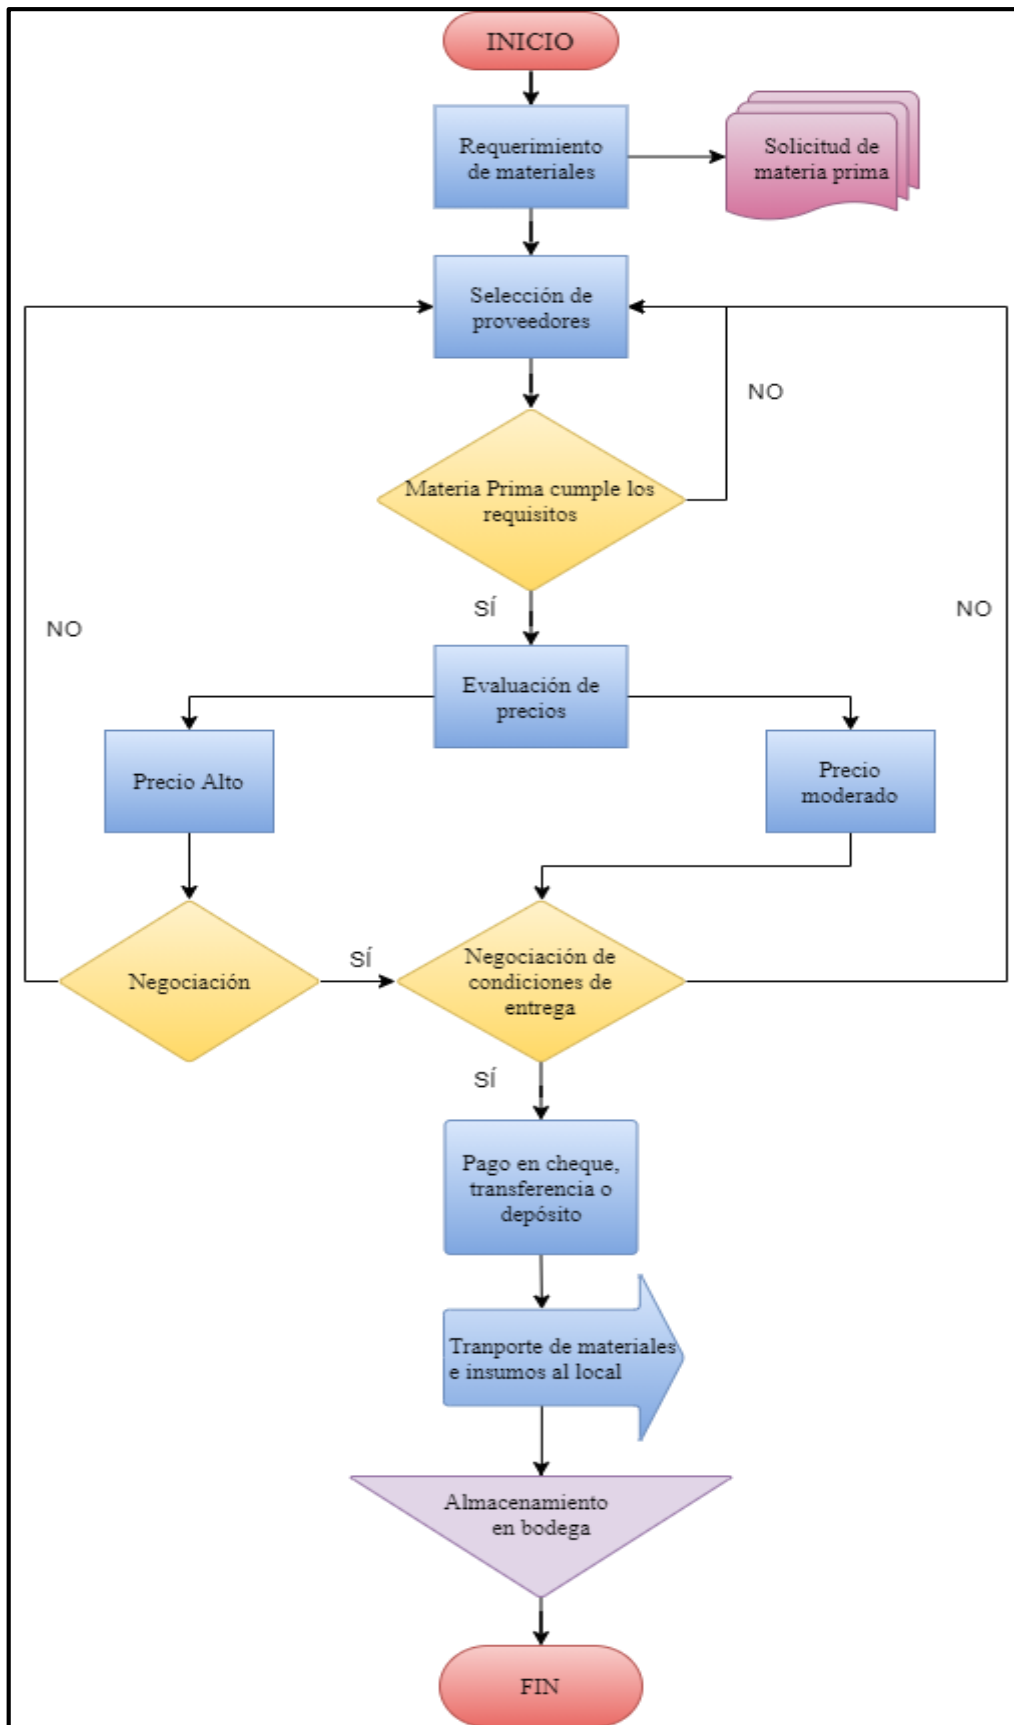 INICIO
Requerimiento
de materiales
Solicitud de
materia prima
Selección de
proveedores
NO
Materia Prima cumple los
requisitos
SÍ
NO
NO
Evaluación de
precios
Precio Alto
Precio
moderado
Negociación
SÍ
Negociación de
condiciones de
entrega
SÍ
Pago en cheque,
transferencia o
depósito
Tranporte de materiales
e insumos al local
Almacenamiento
en bodega
FIN